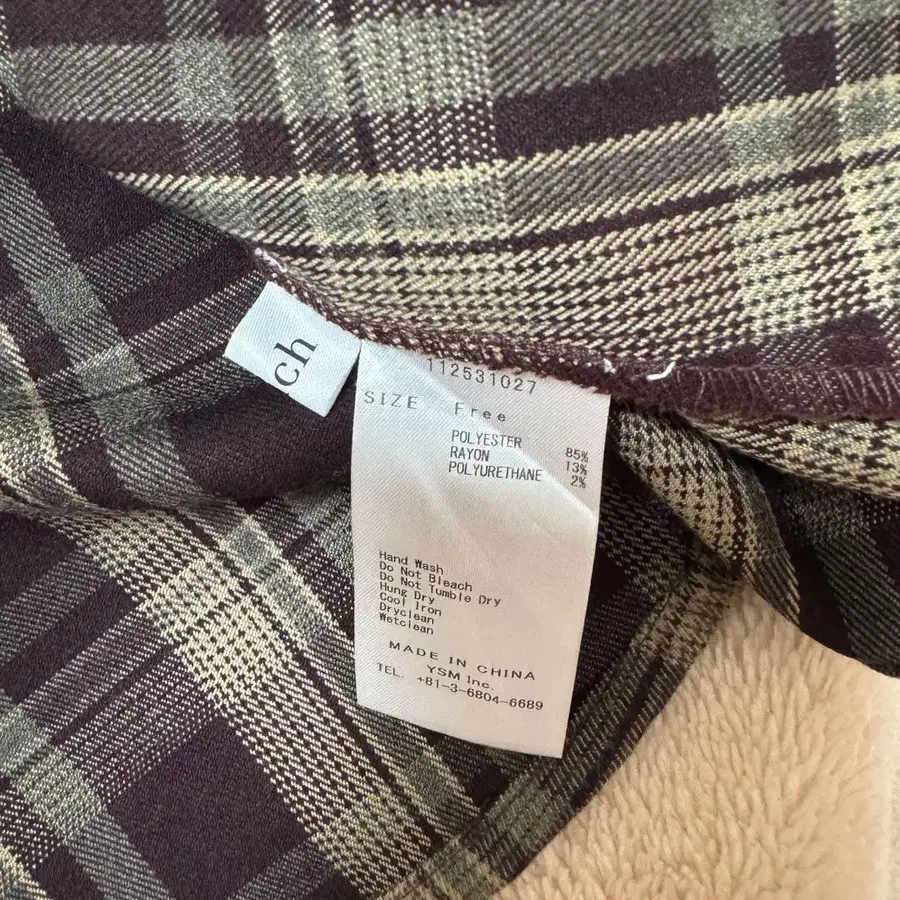 ch
112531027
SIZE Free
POLYESTER 85%
RAYON 13%
POLYURETHANE 2%
Hand Wash
Do Not Bleach
Do Not Tumble Dry
Hung Dry
Cool Iron
Dryclean
Wetclean
MADE IN CHINA
YSM Inc.
TEL. +81-3-6804-6689